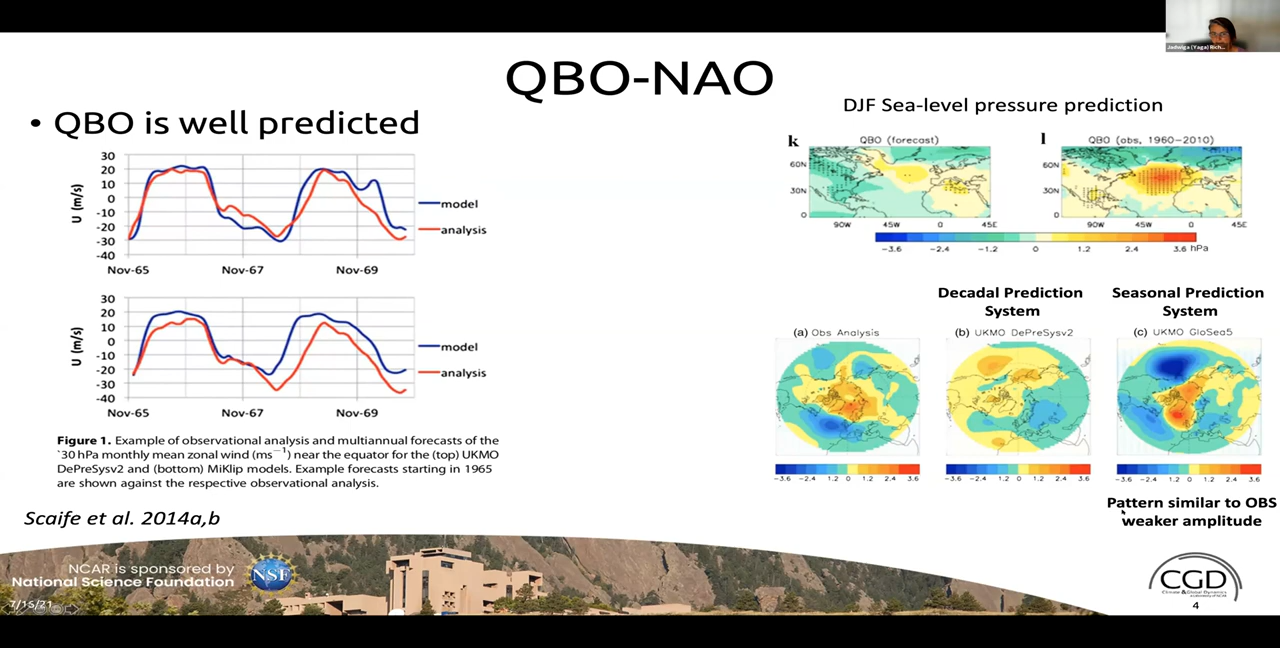 Jadwiga (Yaga) Rich...
QBO-NAO
• QBO is well predicted
30
20
10
0
-10
-20
-30
-40
U (m/s)
Nov-65
Nov-67
Nov-69
model
analysis
30
20
10
0
-10
-20
-30
-40
U (m/s)
Nov-65
Nov-67
Nov-69
model
analysis
Figure 1. Example of observational analysis and multiannual forecasts of the
`30 hPa monthly mean zonal wind (ms−1) near the equator for the (top) UKMO
DePreSysv2 and (bottom) MiKlip models. Example forecasts starting in 1965
are shown against the respective observational analysis.
Scaife et al. 2014a,b
DJF Sea-level pressure prediction
k QBO (forecast)
60N
30N
0
90W 45W 0 45E
l QBO (obs, 1960-2010)
60N
30N
0
90W 45W 0 45E
-3.6 -2.4 -1.2 0 1.2 2.4 3.6 hPa
Decadal Prediction
System
Seasonal Prediction
System
(a) Obs Analysis
(b) UKMO DePreSysv2
(c) UKMO GloSea5
-3.6 -2.4 1.2 0 1.2 2.4 3.6
-3.6 -2.4 1.2 0 1.2 2.4 3.6
-3.6 -2.4 1.2 0 1.2 2.4 3.6
Pattern similar to OBS
weaker amplitude
NCAR is sponsored by
National Science Foundation
NSF
7/15/21
CGD
Climate & Global Dynamics
4